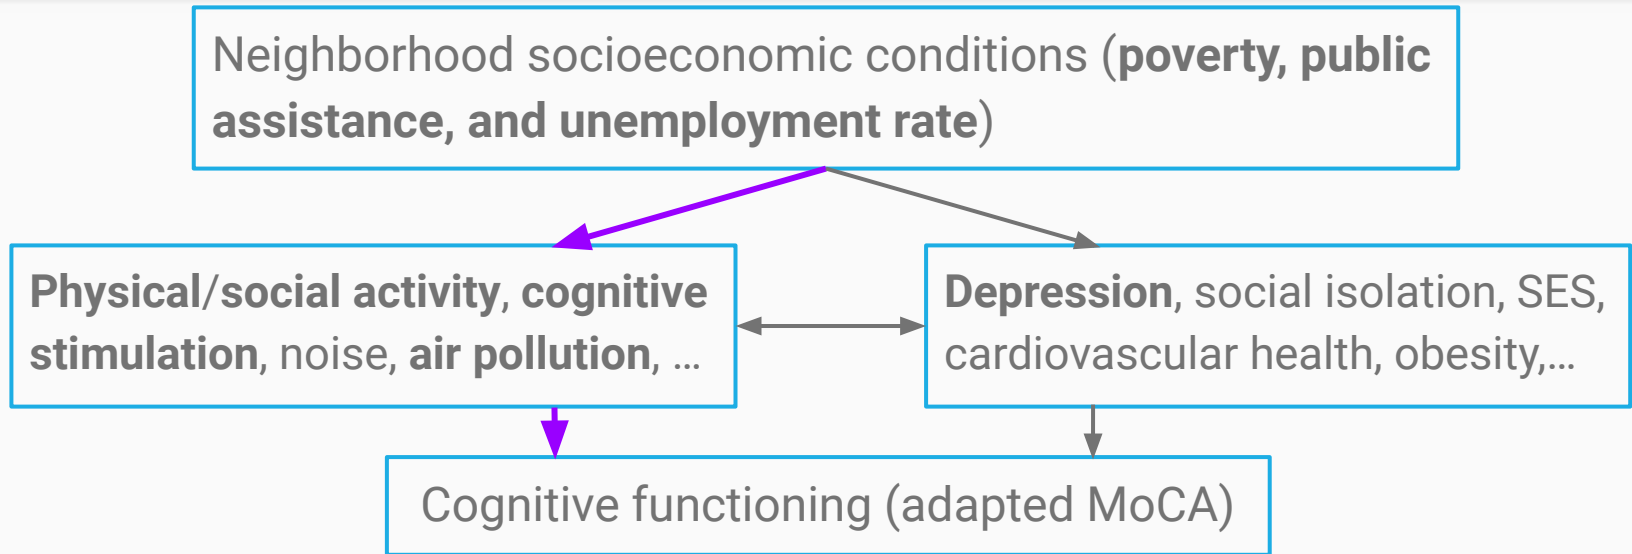 Neighborhood socioeconomic conditions (poverty, public
assistance, and unemployment rate)
Physical/social activity, cognitive
stimulation, noise, air pollution, ...
Depression, social isolation, SES,
cardiovascular health, obesity,...
Cognitive functioning (adapted MoCA)